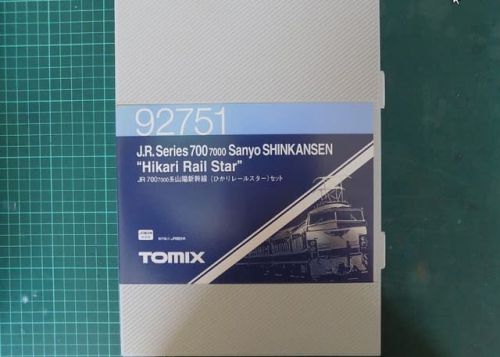 92751
J.R. Series 700 7000 Sanyo SHINKANSEN
"Hikari Rail Star"
JR 700 7000系山陽新幹線 (ひかりレールスター) セット
TOMIX